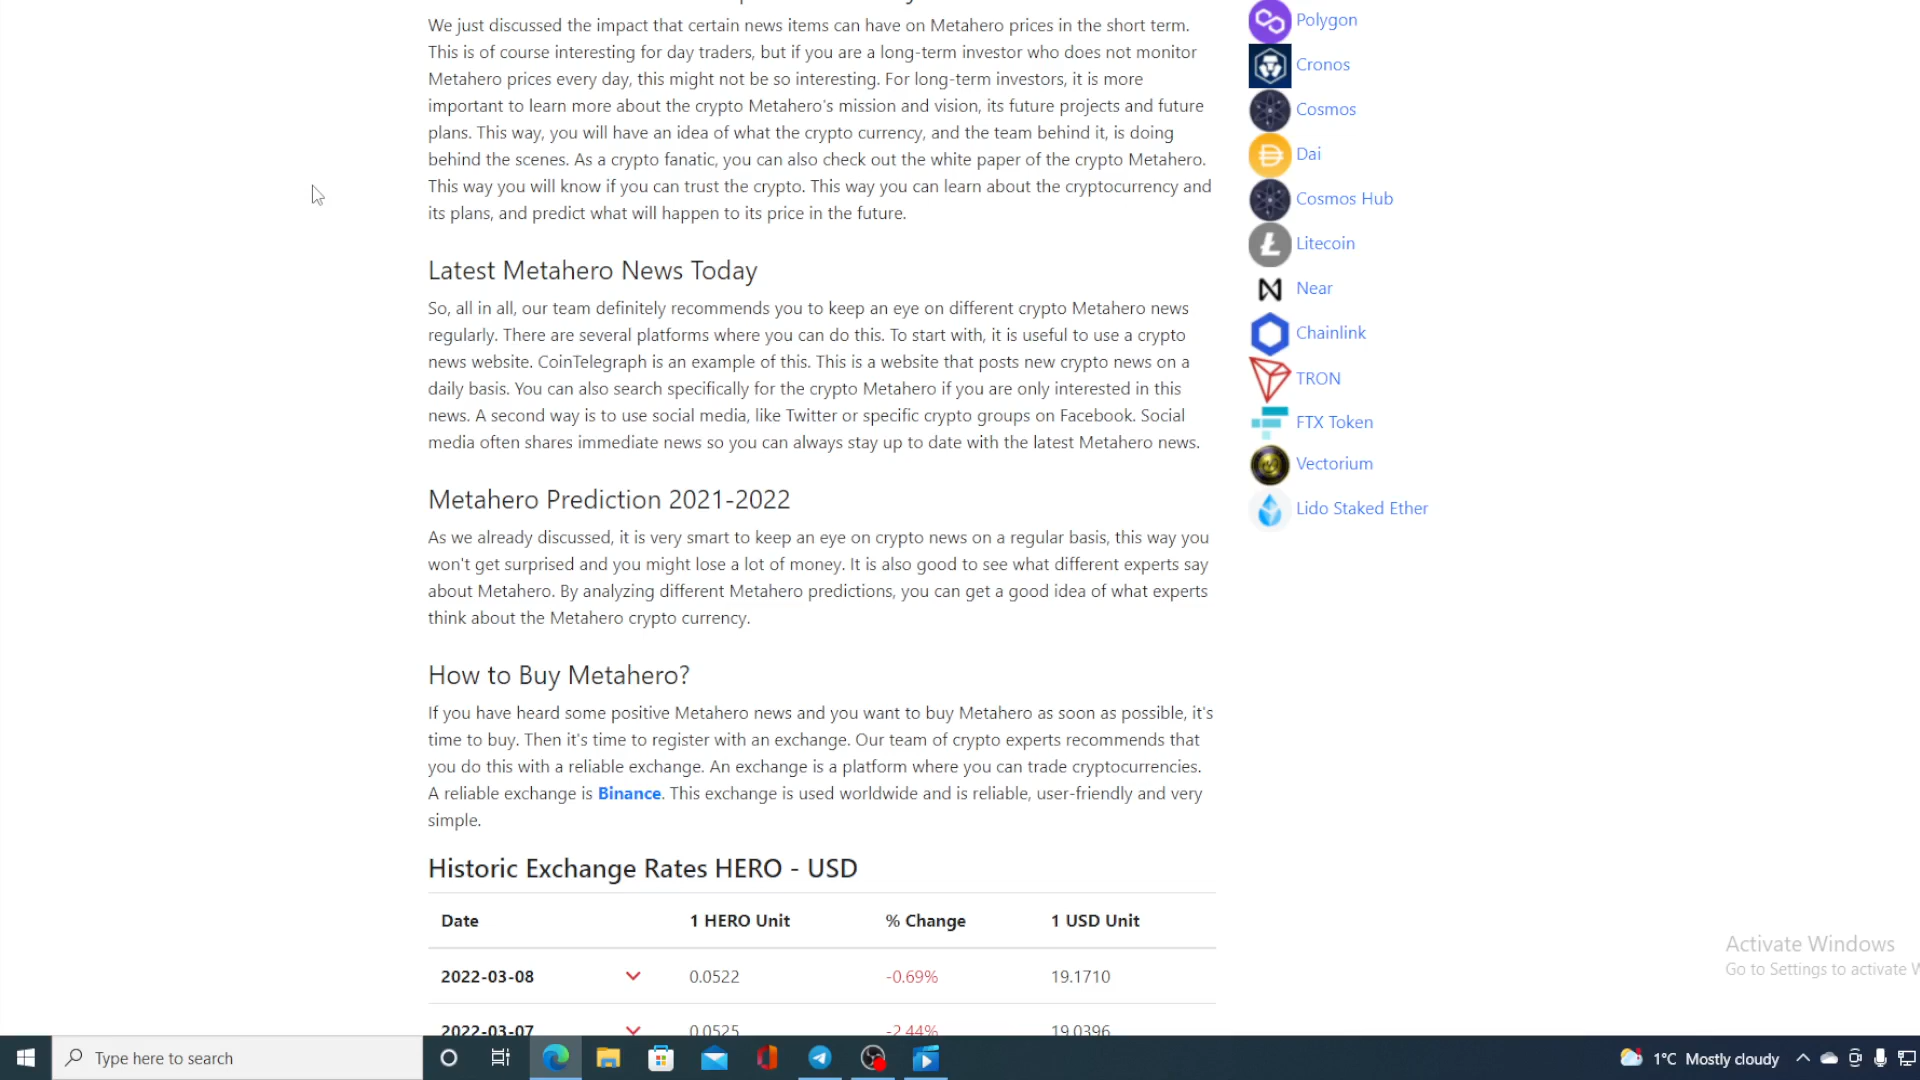 We just discussed the impact that certain news items can have on Metahero prices in the short term.
This is of course interesting for day traders, but if you are a long-term investor who does not monitor
Metahero prices every day, this might not be so interesting. For long-term investors, it is more
important to learn more about the crypto Metahero's mission and vision, its future projects and future
plans. This way, you will have an idea of what the crypto currency, and the team behind it, is doing
behind the scenes. As a crypto fanatic, you can also check out the white paper of the crypto Metahero.
This way you will know if you can trust the crypto. This way you can learn about the cryptocurrency and
its plans, and predict what will happen to its price in the future.
Latest Metahero News Today
So, all in all, our team definitely recommends you to keep an eye on different crypto Metahero news
regularly. There are several platforms where you can do this. To start with, it is useful to use a crypto
news website. CoinTelegraph is an example of this. This is a website that posts new crypto news on a
daily basis. You can also search specifically for the crypto Metahero if you are only interested in this
news. A second way is to use social media, like Twitter or specific crypto groups on Facebook. Social
media often shares immediate news so you can always stay up to date with the latest Metahero news.
Metahero Prediction 2021-2022
As we already discussed, it is very smart to keep an eye on crypto news on a regular basis, this way you
won't get surprised and you might lose a lot of money. It is also good to see what different experts say
about Metahero. By analyzing different Metahero predictions, you can get a good idea of what experts
think about the Metahero crypto currency.
How to Buy Metahero?
If you have heard some positive Metahero news and you want to buy Metahero as soon as possible, it's
time to buy. Then it's time to register with an exchange. Our team of crypto experts recommends that
you do this with a reliable exchange. An exchange is a platform where you can trade cryptocurrencies.
A reliable exchange is Binance. This exchange is used worldwide and is reliable, user-friendly and very
simple.
Historic Exchange Rates HERO - USD
Date 1 HERO Unit % Change 1 USD Unit
2022-03-08 0.0522 -0.69% 19.1710
2022-03-07 0.0525 -2.44% 19.0396
Polygon
Cronos
Cosmos
Dai
Cosmos Hub
Litecoin
Near
Chainlink
TRON
FTX Token
Vectorium
Lido Staked Ether
Activate Windows
Go to Settings to activate W
Type here to search
1°C Mostly cloudy